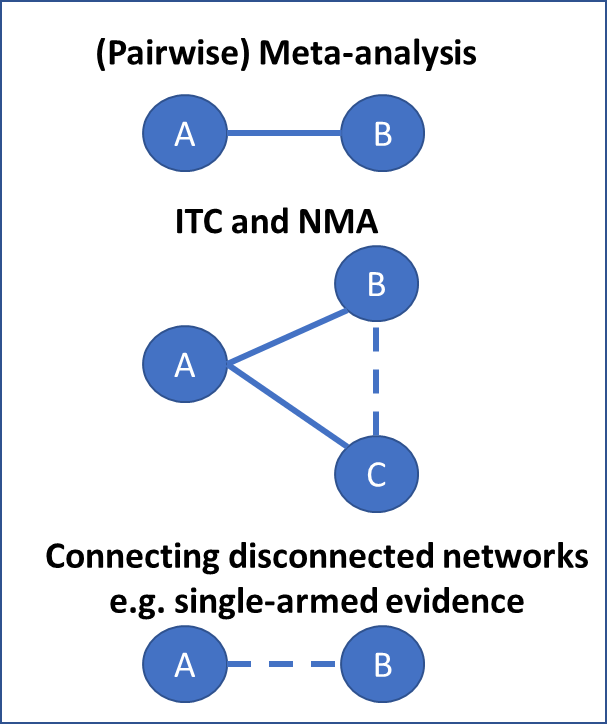 (Pairwise) Meta-analysis
A
B
ITC and NMA
B
A
C
Connecting disconnected networks
e.g. single-armed evidence
A
B